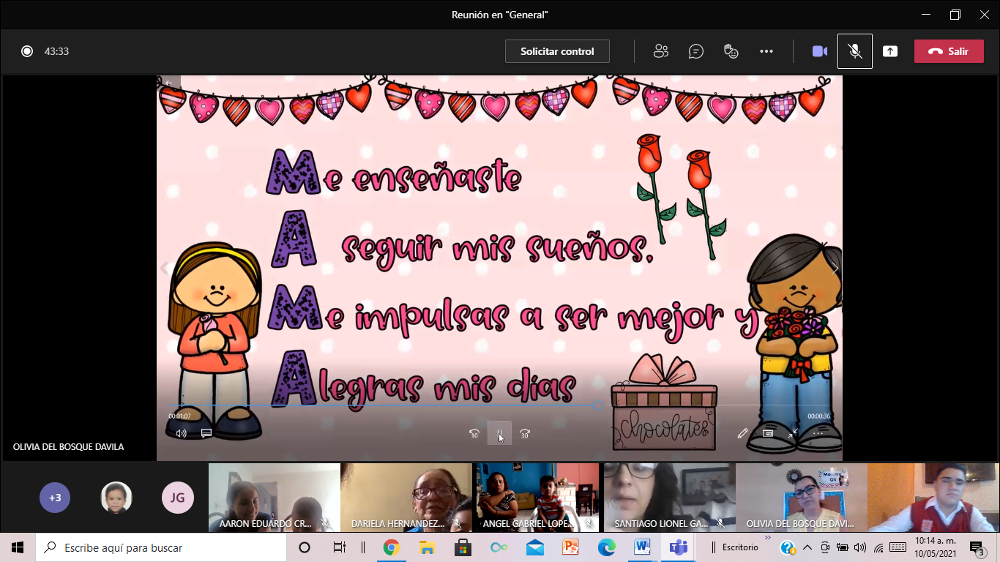 Reunión en "General"
43:33
Solicitar control
Salir
Me enseñaste
A seguir mis sueños.
Me impulsas a ser mejor y
Alegras mis días
chocolates
00:01:07
00:00:36
10
30
OLIVIA DEL BOSQUE DAVILA
Maestra
Oli
+3
JG
AARON EDUARDO CR...
DARIELA HERNANDEZ...
ANGEL GABRIEL LOPE...
SANTIAGO LIONEL GA...
OLIVIA DEL BOSQUE DAVI...
Escribe aquí para buscar
Escritorio
10:14 a. m.
10/05/2021
3